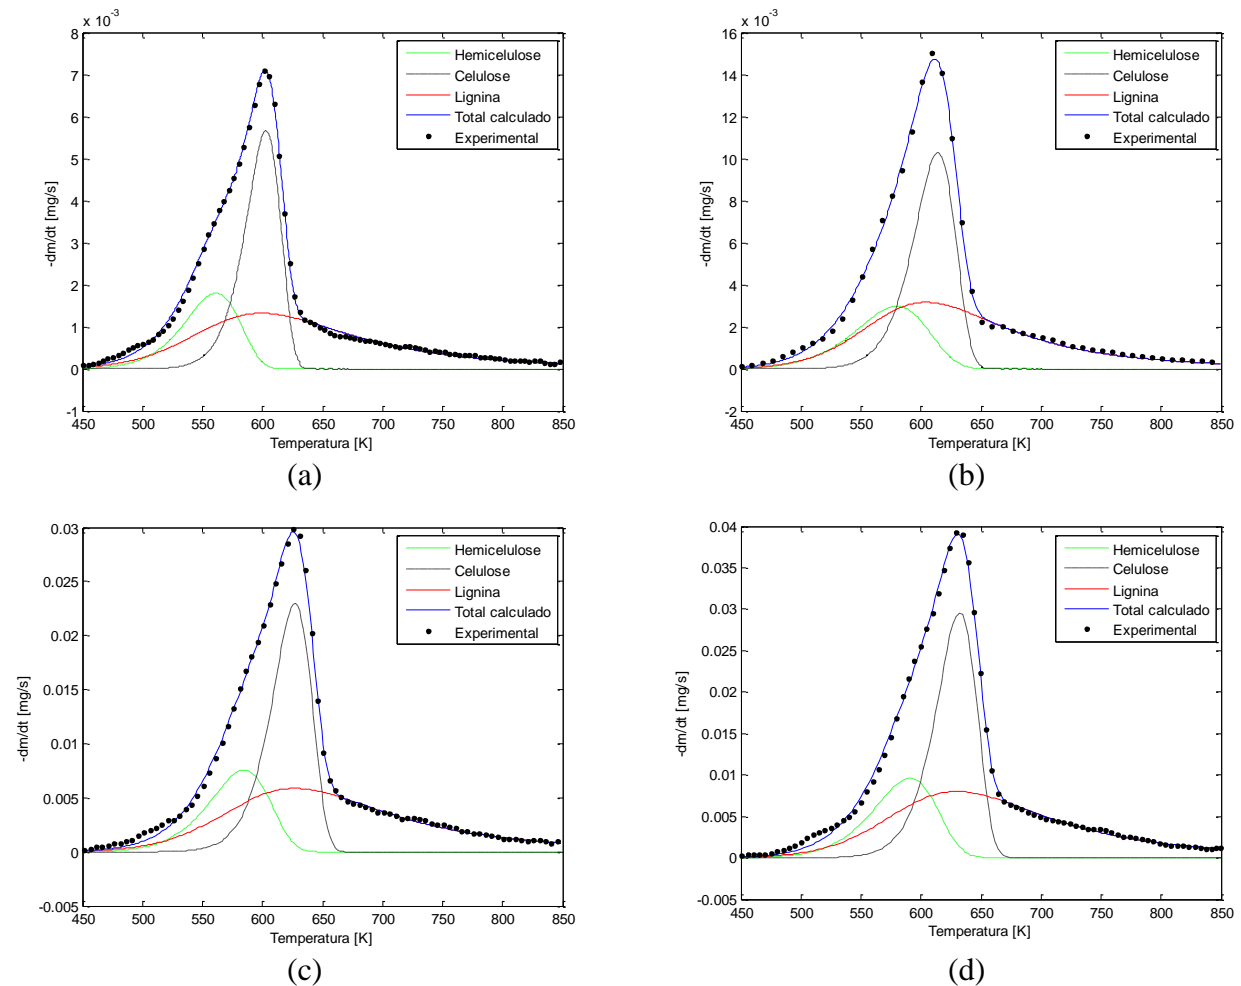 x 10-3
8
7
6
5
4
3
2
1
0
-1
-dm/dt [mg/s]
Hemicelulose
Celulose
Lignina
Total calculado
Experimental
450 500 550 600 650 700 750 800 850
Temperatura [K]
(a)
x 10-3
16
14
12
10
8
6
4
2
0
-2
-dm/dt [mg/s]
Hemicelulose
Celulose
Lignina
Total calculado
Experimental
450 500 550 600 650 700 750 800 850
Temperatura [K]
(b)
0.03
0.025
0.02
0.015
0.01
0.005
0
-0.005
-dm/dt [mg/s]
Hemicelulose
Celulose
Lignina
Total calculado
Experimental
450 500 550 600 650 700 750 800 850
Temperatura [K]
(c)
0.04
0.035
0.03
0.025
0.02
0.015
0.01
0.005
0
-0.005
-dm/dt [mg/s]
Hemicelulose
Celulose
Lignina
Total calculado
Experimental
450 500 550 600 650 700 750 800 850
Temperatura [K]
(d)